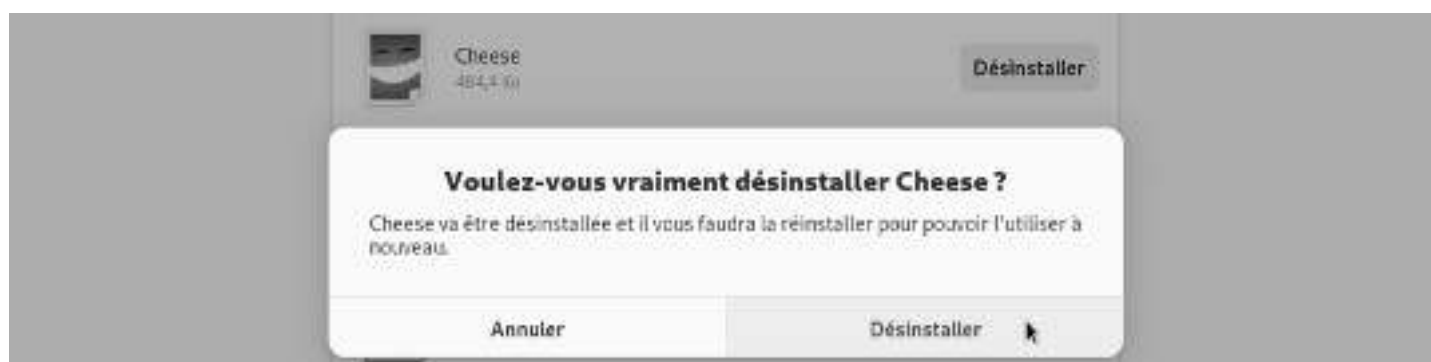 Cheese
Désinstaller
Voulez-vous vraiment désinstaller Cheese ?
Cheese va être désinstallée et il vous faudra la réinstaller pour pouvoir l'utiliser à
nouveau.
Annuler
Désinstaller